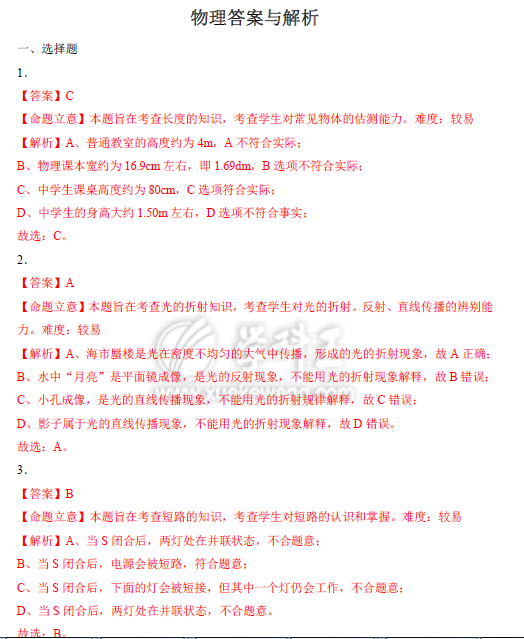 物理答案与解析
一、选择题
1．
【答案】C
【命题立意】本题旨在考查长度的知识，考查学生对常见物体的估测能力。难度：较易
【解析】A、普通教室的高度约为 4m，A 不符合实际；
B、物理课本宽约为 16.9cm 左右，即 1.69dm，B 选项不符合实际；
C、中学生课桌高度约为 80cm，C 选项符合实际；
D、中学生的身高大约 1.50m 左右，D 选项不符合事实；
故选：C。
2．
【答案】A
【命题立意】本题旨在考查光的折射知识，考查学生对光的折射。反射、直线传播的辨别能
力。难度：较易
【解析】A、海市蜃楼是光在密度不均匀的大气中传播，形成的光的折射现象，故 A 正确；
B、水中“月亮”是平面镜成像，是光的反射现象，不能用光的折射现象解释，故 B 错误；
C、小孔成像，是光的直线传播现象，不能用光的折射规律解释，故 C 错误；
D、影子属于光的直线传播现象，不能用光的折射现象解释，故 D 错误。
故选：A。
3．
【答案】B
【命题立意】本题旨在考查短路的知识，考查学生对短路的认识和掌握。难度：较易
【解析】A、当 S 闭合后，两灯处在并联状态，不合题意；
B、当 S 闭合后，电源会被短路，符合题意；
C、当 S 闭合后，下面的灯会被短接，但其中一个灯仍会工作，不合题意；
D、当 S 闭合后，两灯处在并联状态，不合题意。
故选：B。